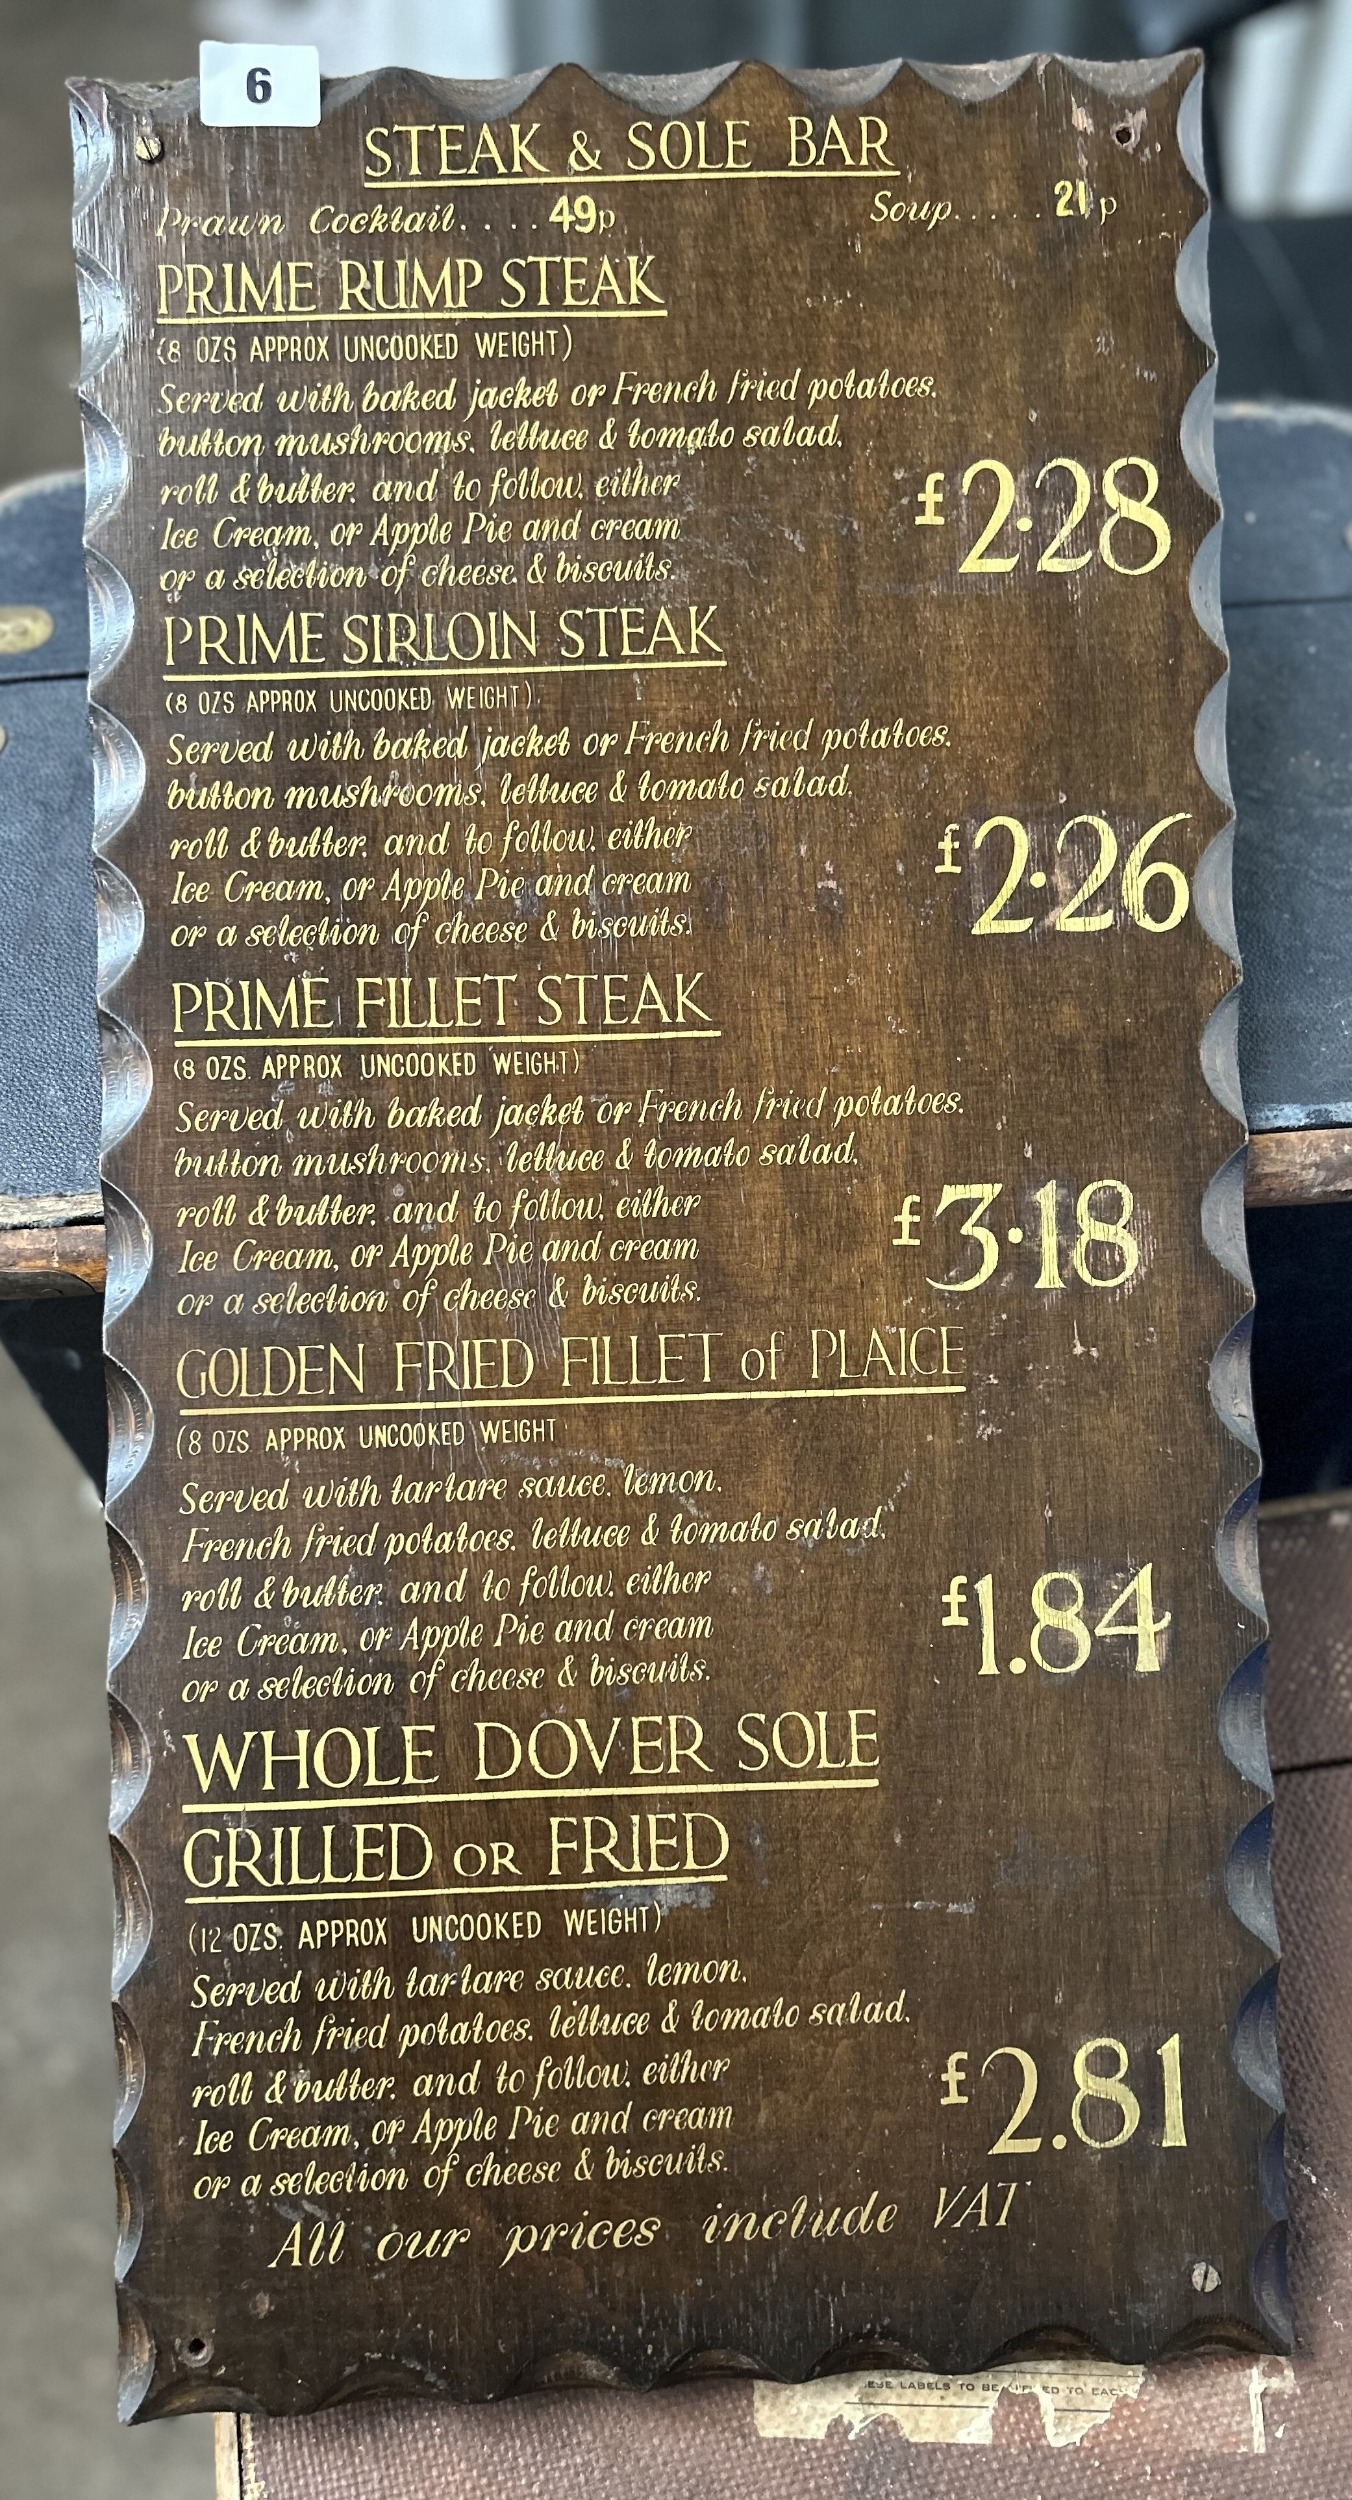 6
STEAK & SOLE BAR
Prawn Cocktail. . . . 49p Soup. . . . . 21p
PRIME RUMP STEAK
(8 OZS APPROX UNCOOKED WEIGHT)
Served with baked jacket or French fried potatoes.
button mushrooms. lettuce & tomato salad,
roll & butter. and to follow. either
Ice Cream, or Apple Pie and cream
or a selection of cheese & biscuits.
£2·28
PRIME SIRLOIN STEAK
(8 OZS APPROX UNCOOKED WEIGHT)
Served with baked jacket or French fried potatoes.
button mushrooms. lettuce & tomato salad,
roll & butter. and to follow. either
Ice Cream, or Apple Pie and cream
or a selection of cheese & biscuits.
£2·26
PRIME FILLET STEAK
(8 OZS. APPROX UNCOOKED WEIGHT)
Served with baked jacket or French fried potatoes.
button mushrooms. lettuce & tomato salad,
roll & butter. and to follow. either
Ice Cream, or Apple Pie and cream
or a selection of cheese & biscuits.
£3·18
GOLDEN FRIED FILLET of PLAICE
(8 OZS APPROX UNCOOKED WEIGHT
Served with tartare sauce. lemon.
French fried potatoes. lettuce & tomato salad,
roll & butter. and to follow. either
Ice Cream, or Apple Pie and cream
or a selection of cheese & biscuits.
£1.84
WHOLE DOVER SOLE
GRILLED OR FRIED
(12 OZS. APPROX UNCOOKED WEIGHT)
Served with tartare sauce. lemon.
French fried potatoes. lettuce & tomato salad,
roll & butter. and to follow. either
Ice Cream, or Apple Pie and cream
or a selection of cheese & biscuits.
£2.81
All our prices include VAT
LABELS TO BE TO